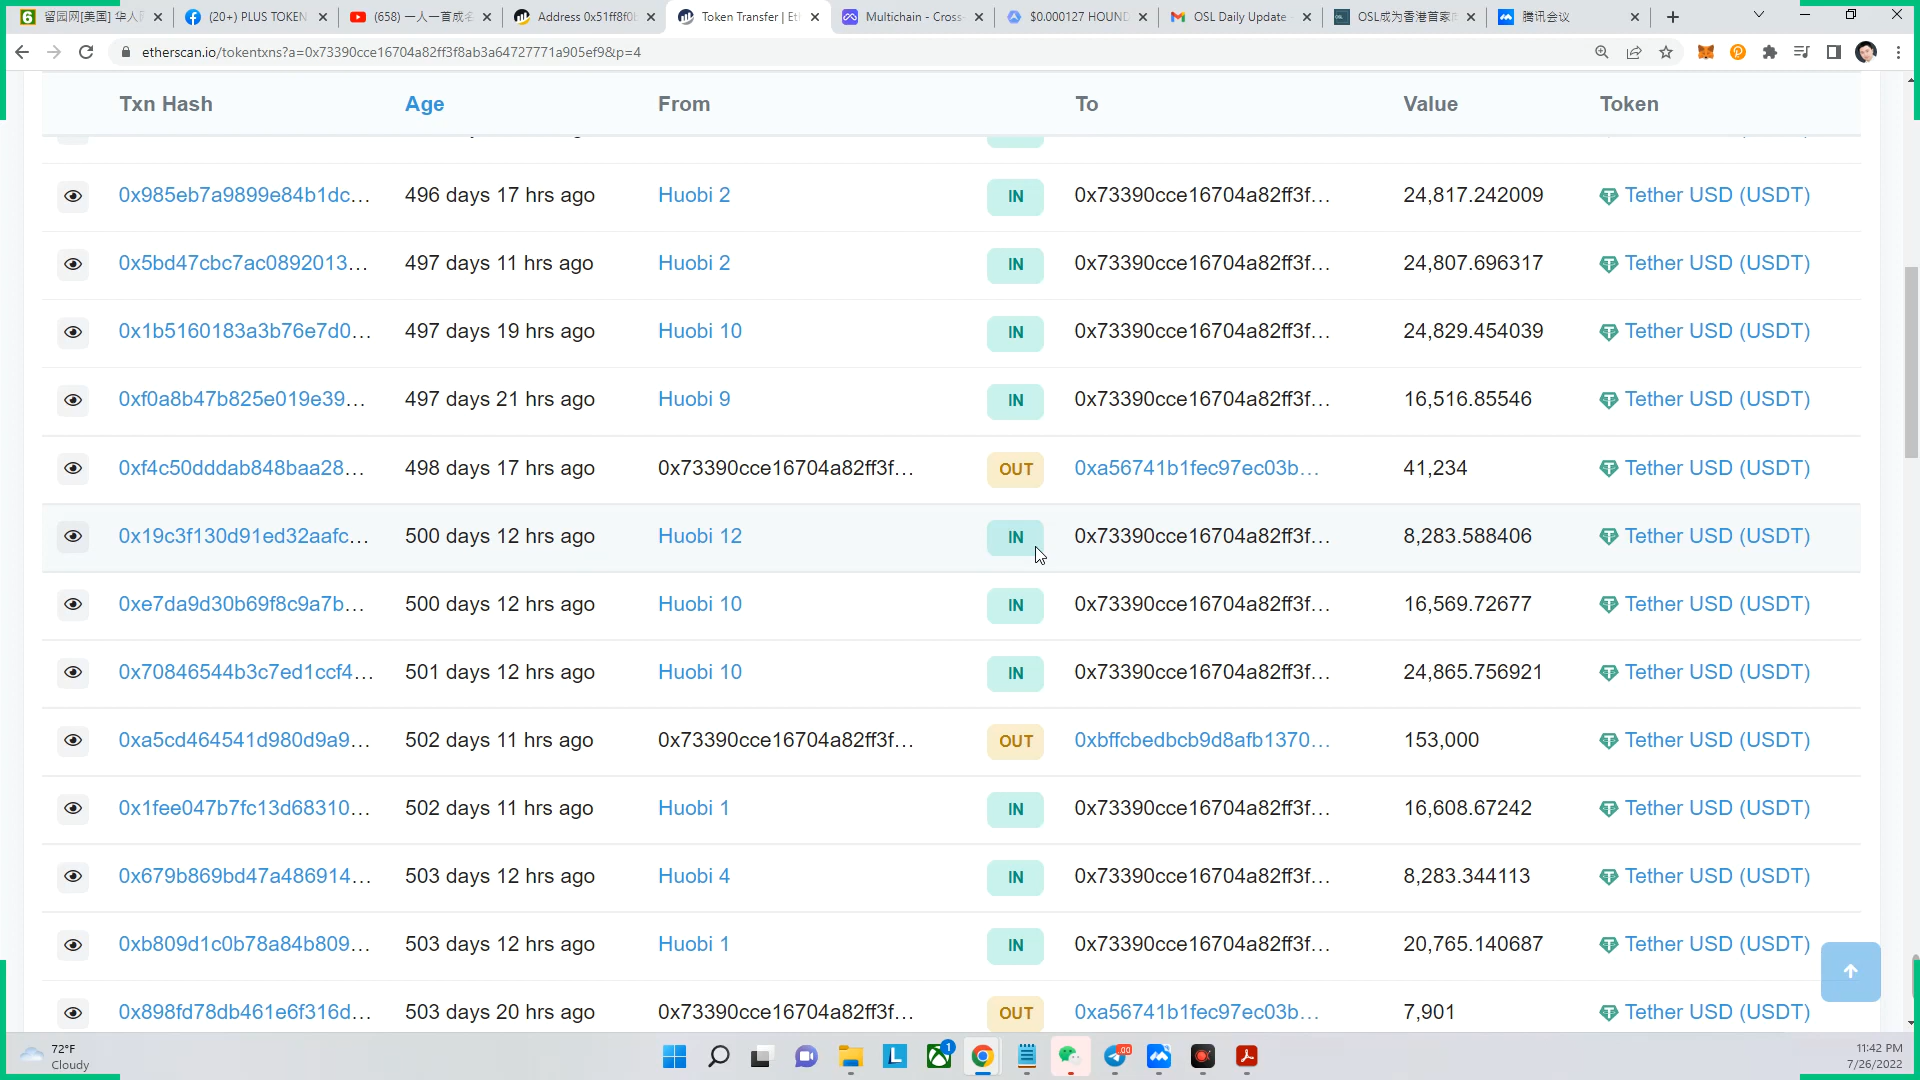 留园网[美国] 华人
(20+) PLUS TOKEN
(658) 一人一首成名
Address 0x51ff8f0b
Token Transfer | Eth
Multichain - Cross-
$0.000127 HOUND
OSL Daily Update -
OSL成为香港首家
腾讯会议
etherscan.io/tokentxns?a=0x73390cce16704a82ff3f8ab3a64727771a905ef9&p=4
Txn Hash Age From To Value Token
0x985eb7a9899e84b1dc... 496 days 17 hrs ago Huobi 2 IN 0x73390cce16704a82ff3f... 24,817.242009 Tether USD (USDT)
0x5bd47cbc7ac0892013... 497 days 11 hrs ago Huobi 2 IN 0x73390cce16704a82ff3f... 24,807.696317 Tether USD (USDT)
0x1b5160183a3b76e7d0... 497 days 19 hrs ago Huobi 10 IN 0x73390cce16704a82ff3f... 24,829.454039 Tether USD (USDT)
0xf0a8b47b825e019e39... 497 days 21 hrs ago Huobi 9 IN 0x73390cce16704a82ff3f... 16,516.85546 Tether USD (USDT)
0xf4c50dddab848baa28... 498 days 17 hrs ago 0x73390cce16704a82ff3f... OUT 0xa56741b1fec97ec03b... 41,234 Tether USD (USDT)
0x19c3f130d91ed32aafc... 500 days 12 hrs ago Huobi 12 IN 0x73390cce16704a82ff3f... 8,283.588406 Tether USD (USDT)
0xe7da9d30b69f8c9a7b... 500 days 12 hrs ago Huobi 10 IN 0x73390cce16704a82ff3f... 16,569.72677 Tether USD (USDT)
0x70846544b3c7ed1ccf4... 501 days 12 hrs ago Huobi 10 IN 0x73390cce16704a82ff3f... 24,865.756921 Tether USD (USDT)
0xa5cd464541d980d9a9... 502 days 11 hrs ago 0x73390cce16704a82ff3f... OUT 0xbffcbedbcb9d8afb1370... 153,000 Tether USD (USDT)
0x1fee047b7fc13d68310... 502 days 11 hrs ago Huobi 1 IN 0x73390cce16704a82ff3f... 16,608.67242 Tether USD (USDT)
0x679b869bd47a486914... 503 days 12 hrs ago Huobi 4 IN 0x73390cce16704a82ff3f... 8,283.344113 Tether USD (USDT)
0xb809d1c0b78a84b809... 503 days 12 hrs ago Huobi 1 IN 0x73390cce16704a82ff3f... 20,765.140687 Tether USD (USDT)
0x898fd78db461e6f316d... 503 days 20 hrs ago 0x73390cce16704a82ff3f... OUT 0xa56741b1fec97ec03b... 7,901 Tether USD (USDT)
72°F
Cloudy
11:42 PM
7/26/2022